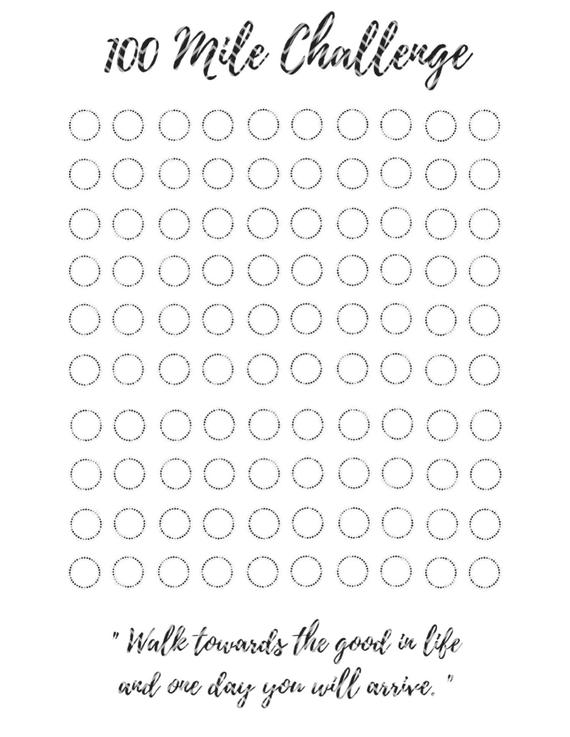 100 Mile Challenge
" Walk towards the good in life
and one day you will arrive. "